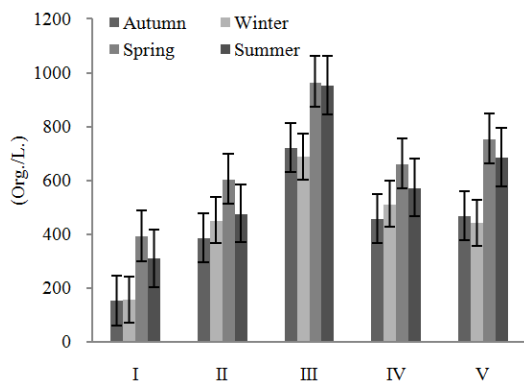 1200
1000
800
600
400
200
0
(Org./L.)
Autumn Winter
Spring Summer
I II III IV V